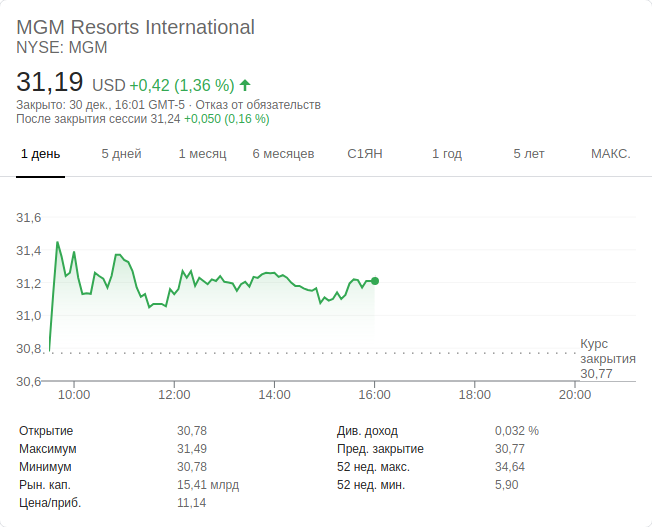 MGM Resorts International
NYSE: MGM
31,19 USD +0,42 (1,36 %)
Закрыто: 30 дек., 16:01 GMT-5 · Отказ от обязательств
После закрытия сессии 31,24 +0,050 (0,16 %)
1 день 5 дней 1 месяц 6 месяцев С1ЯН 1 год 5 лет МАКС.
31,6
31,4
31,2
31,0
30,8
Курс
закрытия
30,77
30,6
10:00 12:00 14:00 16:00 18:00 20:00
Открытие 30,78 Див. доход 0,032 %
Максимум 31,49 Пред. закрытие 30,77
Минимум 30,78 52 нед. макс. 34,64
Рын. кап. 15,41 млрд 52 нед. мин. 5,90
Цена/приб. 11,14